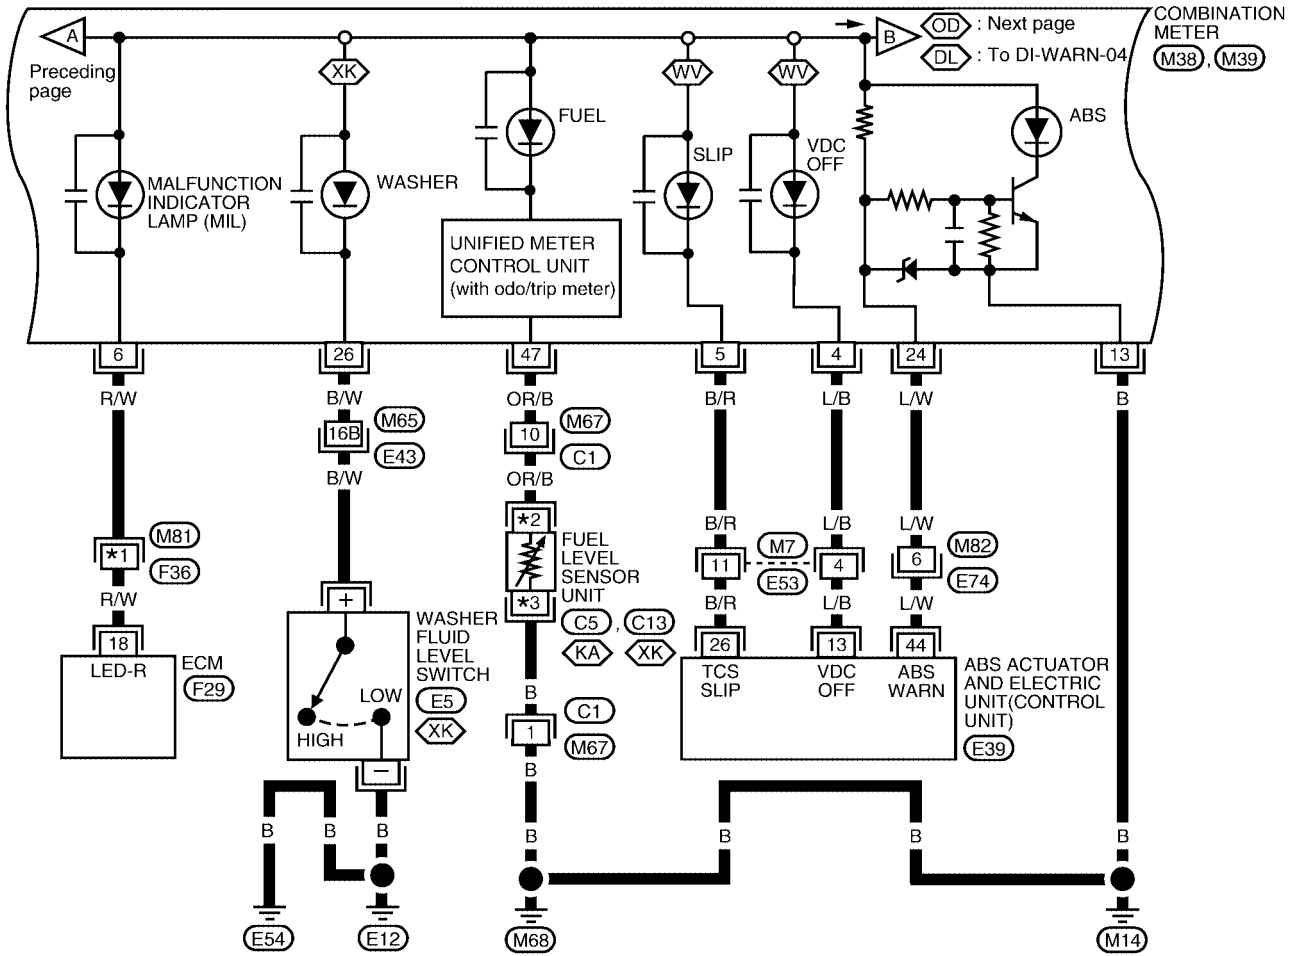 A
Preceding
page
XK
WV
WV
B
OD : Next page
DL : To DI-WARN-04
COMBINATION
METER
M38 , M39
FUEL
SLIP
VDC
OFF
ABS
MALFUNCTION
INDICATOR
LAMP (MIL)
WASHER
UNIFIED METER
CONTROL UNIT
(with odo/trip meter)
6
26
47
5
4
24
13
R/W
B/W
OR/B
B/R
L/B
L/W
B
16B
M65
E43
10
M67
C1
B/W
OR/B
*2
B/R
L/B
L/W
*1
M81
F36
FUEL
LEVEL
SENSOR
UNIT
*3
C5 , C13
KA
XK
11
M7
E53
4
6
M82
E74
R/W
B/R
L/B
L/W
18
LED-R
ECM
F29
+
HIGH
LOW
−
WASHER
FLUID
LEVEL
SWITCH
E5
XK
26
13
44
TCS
SLIP
VDC
OFF
ABS
WARN
ABS ACTUATOR
AND ELECTRIC
UNIT(CONTROL
UNIT)
E39
B
1
C1
M67
B
B
B
B
B
B
B
B
E54
E12
M68
M14